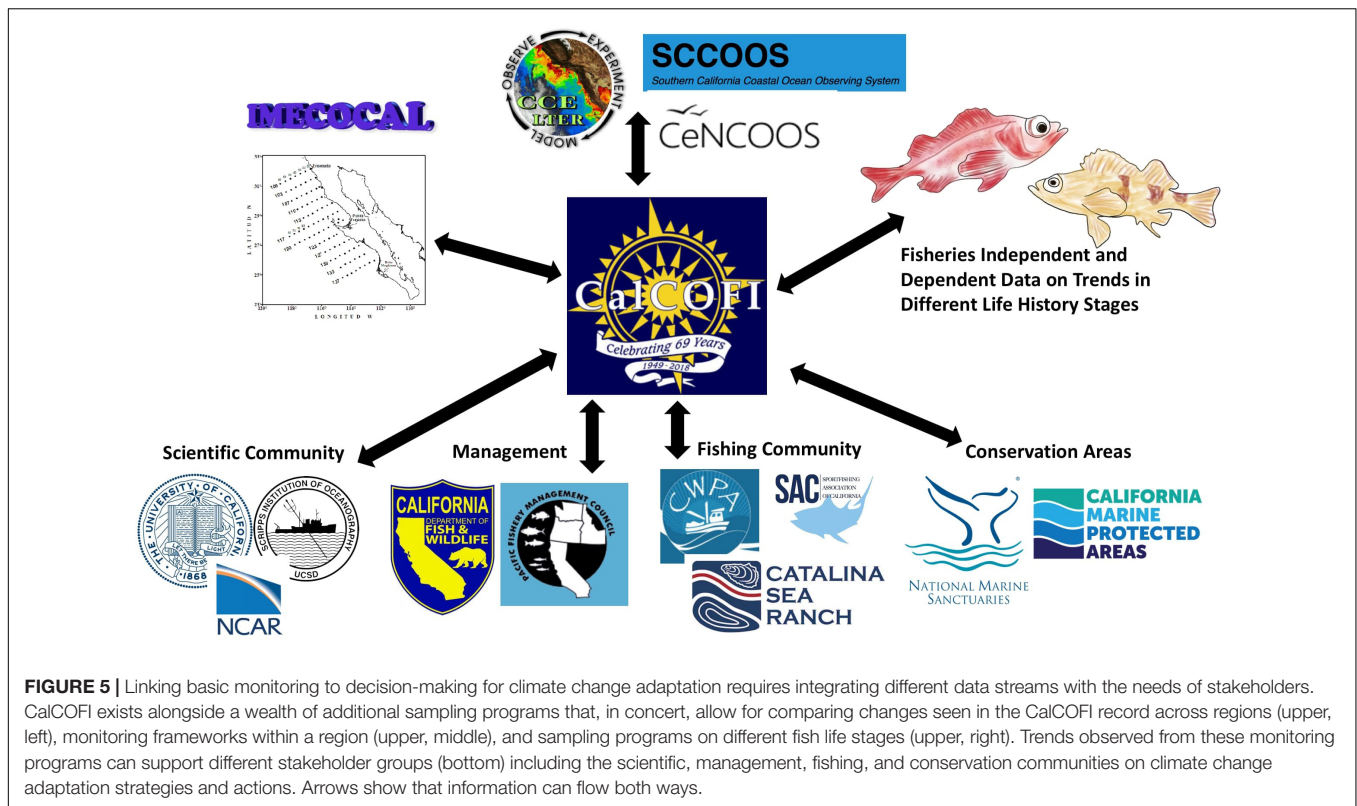 OBSERVE
EXPERIMENT
MODEL
CCE
LTER
SCCOOS
Southern California Coastal Ocean Observing System
CeNCOOS
IMECOCAL
LATITUD N
LONGITUD W
Fisheries Independent and
Dependent Data on Trends in
Different Life History Stages
CalCOFI
Celebrating 69 Years
1949-2018
Scientific Community
THE UNIVERSITY OF CALIFORN
LET THERE BE LIGHT
1868
SCRIPPS INSTITUTION OF OCEANOGRAPHY
UCSD
NCAR
Management
CALIFORNIA
DEPARTMENT OF
FISH &
WILDLIFE
PACIFIC FISHERY MANAGEMENT COUNCIL
Fishing Community
CWPA
SAC
SPORTFISHING
ASSOCIATION
OF CALIFORNIA
CATALINA
SEA
RANCH
Conservation Areas
NATIONAL MARINE
SANCTUARIES
CALIFORNIA
MARINE
PROTECTED
AREAS
FIGURE 5 | Linking basic monitoring to decision-making for climate change adaptation requires integrating different data streams with the needs of stakeholders.
CalCOFI exists alongside a wealth of additional sampling programs that, in concert, allow for comparing changes seen in the CalCOFI record across regions (upper,
left), monitoring frameworks within a region (upper, middle), and sampling programs on different fish life stages (upper, right). Trends observed from these monitoring
programs can support different stakeholder groups (bottom) including the scientific, management, fishing, and conservation communities on climate change
adaptation strategies and actions. Arrows show that information can flow both ways.